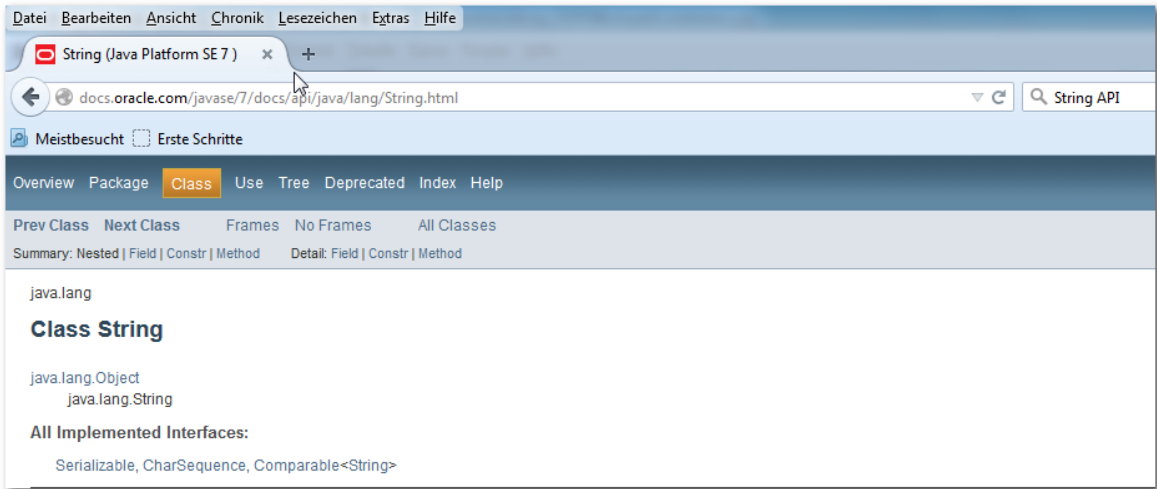 Datei Bearbeiten Ansicht Chronik Lesezeichen Extras Hilfe
String (Java Platform SE 7 )
docs.oracle.com/javase/7/docs/api/java/lang/String.html String API
Meistbesucht Erste Schritte
Overview Package Class Use Tree Deprecated Index Help
Prev Class Next Class Frames No Frames All Classes
Summary: Nested | Field | Constr | Method Detail: Field | Constr | Method
java.lang
Class String
java.lang.Object
java.lang.String
All Implemented Interfaces:
Serializable, CharSequence, Comparable<String>